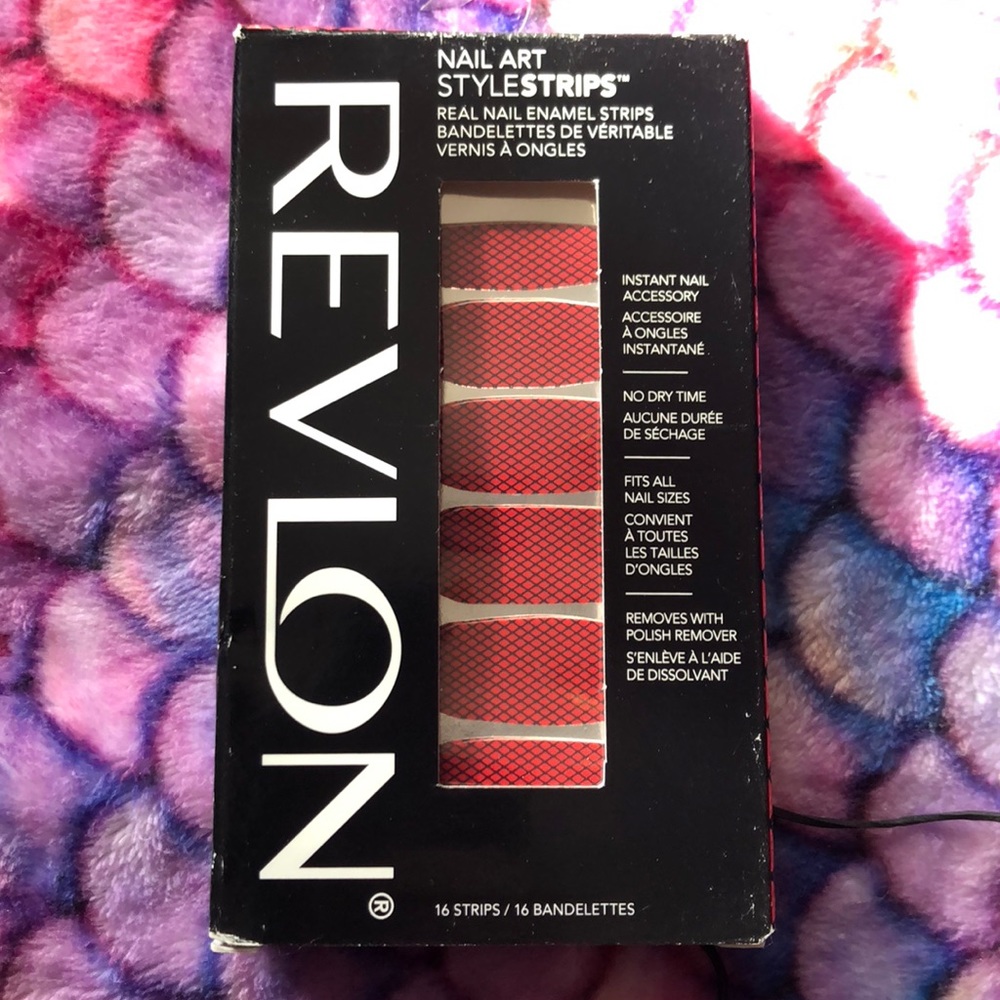 REVLON®
NAIL ART
STYLESTRIPS™
REAL NAIL ENAMEL STRIPS
BANDELETTES DE VÉRITABLE
VERNIS À ONGLES
INSTANT NAIL
ACCESSORY
ACCESSOIRE
À ONGLES
INSTANTANÉ
NO DRY TIME
AUCUNE DURÉE
DE SÉCHAGE
FITS ALL
NAIL SIZES
CONVIENT
À TOUTES
LES TAILLES
D'ONGLES
REMOVES WITH
POLISH REMOVER
S'ENLÈVE À L'AIDE
DE DISSOLVANT
16 STRIPS / 16 BANDELETTES